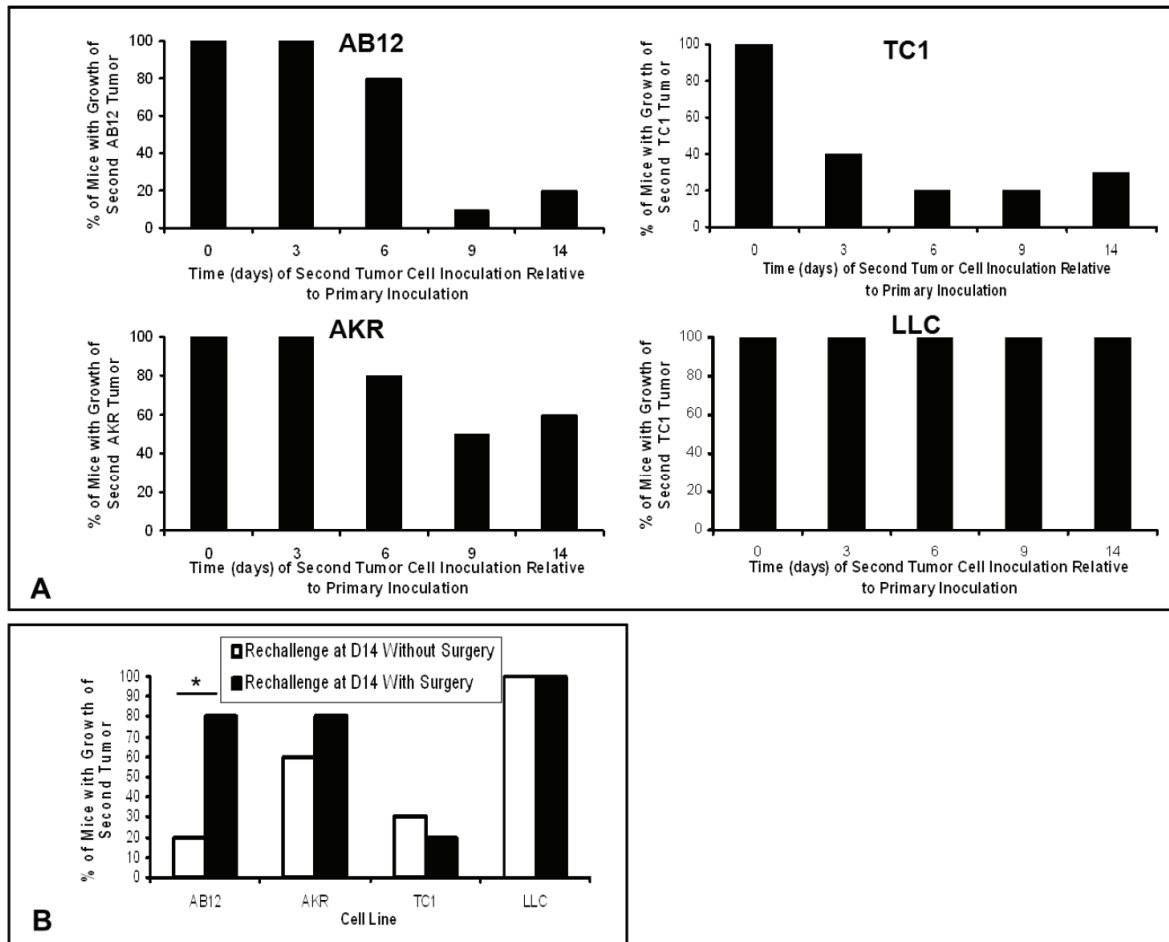 AB12
% of Mice with Growth of
Second AB12 Tumor
100
80
60
40
20
0
0 3 6 9 14
Time (days) of Second Tumor Cell Inoculation Relative
to Primary Inoculation
TC1
% of Mice with Growth of
Second TC1 Tumor
100
80
60
40
20
0
0 3 6 9 14
Time (days) of Second Tumor Cell Inoculation Relative
to Primary Inoculation
AKR
% of Mice with Growth of
Second AKR Tumor
100
80
60
40
20
0
0 3 6 9 14
Time (days) of Second Tumor Cell Inoculation Relative
to Primary Inoculation
LLC
% of Mice with Growth of
Second TC1 Tumor
100
80
60
40
20
0
0 3 6 9 14
Time (days) of Second Tumor Cell Inoculation Relative
to Primary Inoculation
A
Rechallenge at D14 Without Surgery
Rechallenge at D14 With Surgery
*
% of Mice with Growth of
Second Tumor
100
90
80
70
60
50
40
30
20
10
0
AB12 AKR TC1 LLC
Cell Line
B